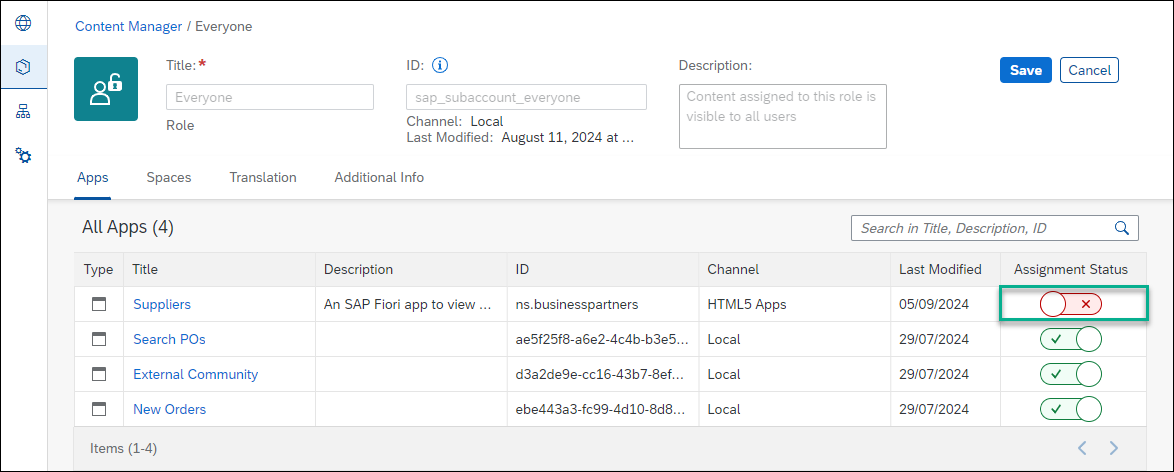 Content Manager / Everyone
Title:*
Everyone
Role
ID:
sap_subaccount_everyone
Channel: Local
Last Modified: August 11, 2024 at ...
Description:
Content assigned to this role is
visible to all users
Save Cancel
Apps Spaces Translation Additional Info
All Apps (4)
Search in Title, Description, ID
Type Title Description ID Channel Last Modified Assignment Status
Suppliers An SAP Fiori app to view ... ns.businesspartners HTML5 Apps 05/09/2024
Search POs ae5f25f8-a6e2-4c4b-b3e5... Local 29/07/2024
External Community d3a2de9e-cc16-43b7-8ef... Local 29/07/2024
New Orders ebe443a3-fc99-4d10-8d8... Local 29/07/2024
Items (1-4)